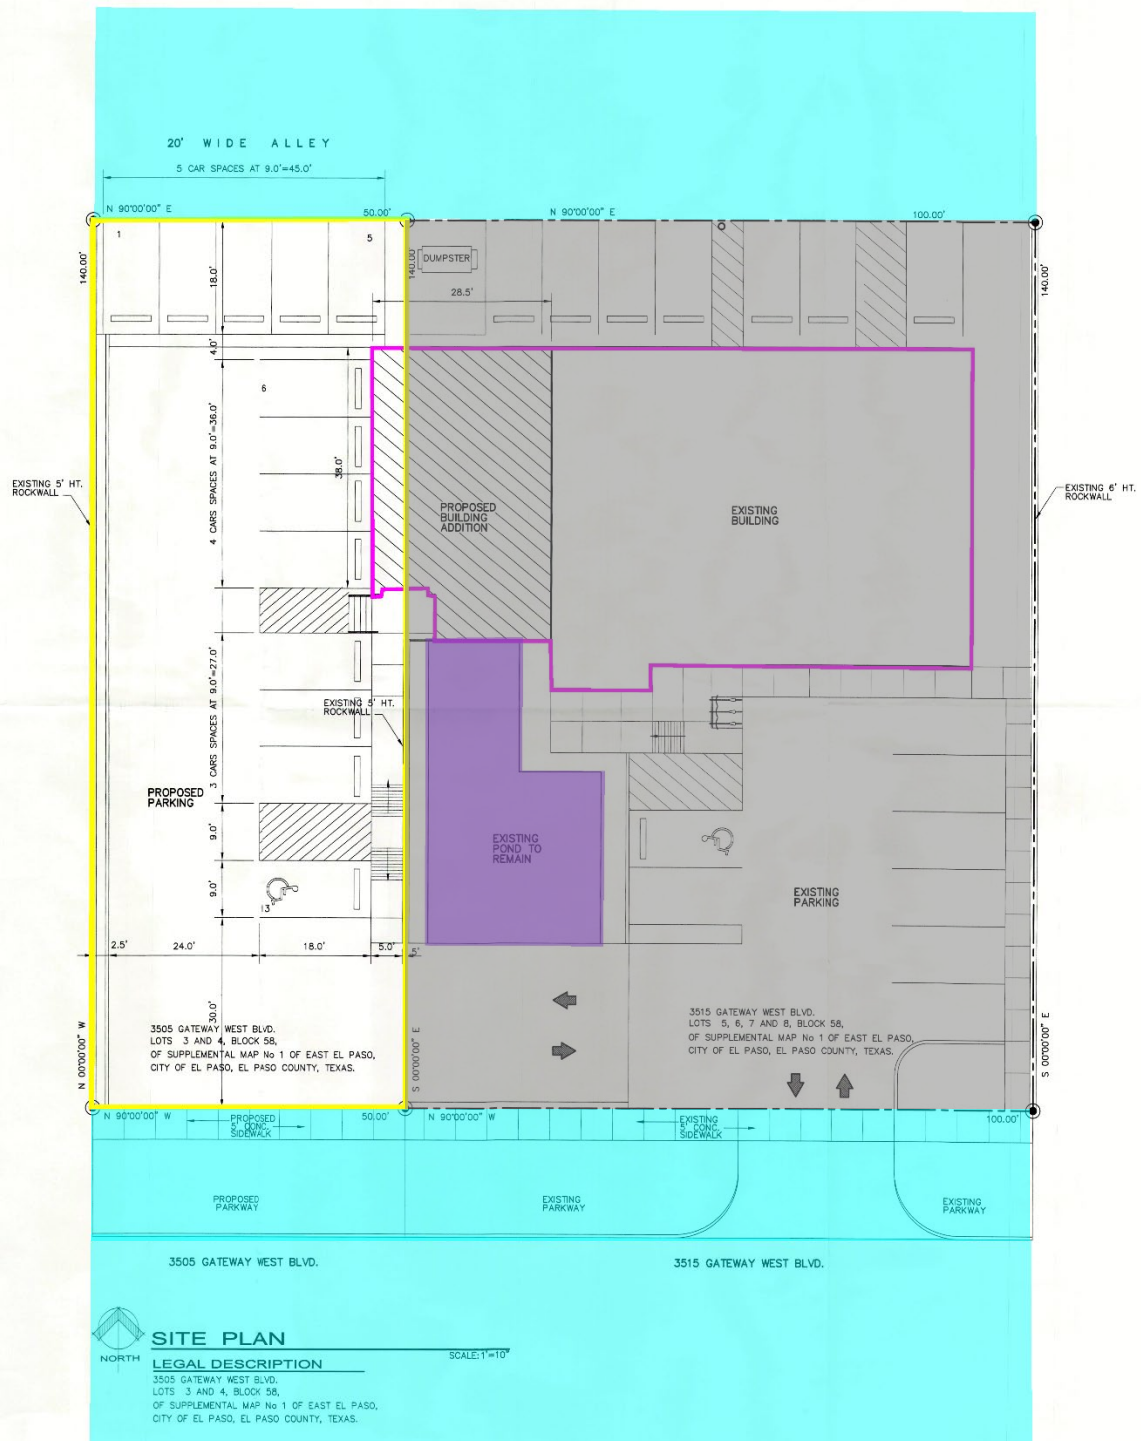 20' WIDE ALLEY
5 CAR SPACES AT 9.0'=45.0'
N 90°00'00" E
50.00'
N 90°00'00" E
100.00'
1
5
140.00'
18.0'
140.00'
DUMPSTER
140.00'
28.5'
4.0'
6
4 CARS SPACES AT 9.0'=36.0'
38.0'
EXISTING 5' HT.
ROCKWALL
PROPOSED
BUILDING
ADDITION
EXISTING
BUILDING
EXISTING 6' HT.
ROCKWALL
3 CARS SPACES AT 9.0'=27.0'
EXISTING 5' HT.
ROCKWALL
PROPOSED
PARKING
9.0'
EXISTING
POND TO
REMAIN
9.0'
EXISTING
PARKING
13
2.5'
24.0'
18.0'
5.0'
5'
30.0'
3505 GATEWAY WEST BLVD.
LOTS 3 AND 4, BLOCK 58,
OF SUPPLEMENTAL MAP No 1 OF EAST EL PASO,
CITY OF EL PASO, EL PASO COUNTY, TEXAS.
3515 GATEWAY WEST BLVD.
LOTS 5, 6, 7 AND 8, BLOCK 58,
OF SUPPLEMENTAL MAP No 1 OF EAST EL PASO,
CITY OF EL PASO, EL PASO COUNTY, TEXAS.
N 00°00'00" W
S 00°00'00" E
S 00°00'00" E
N 90°00'00" W
50.00'
N 90°00'00" W
100.00'
PROPOSED
5' CONC.
SIDEWALK
EXISTING
5' CONC.
SIDEWALK
PROPOSED
PARKWAY
EXISTING
PARKWAY
EXISTING
PARKWAY
3505 GATEWAY WEST BLVD.
3515 GATEWAY WEST BLVD.
NORTH
SITE PLAN
SCALE: 1"=10"
LEGAL DESCRIPTION
3505 GATEWAY WEST BLVD.
LOTS 3 AND 4, BLOCK 58,
OF SUPPLEMENTAL MAP No 1 OF EAST EL PASO,
CITY OF EL PASO, EL PASO COUNTY, TEXAS.